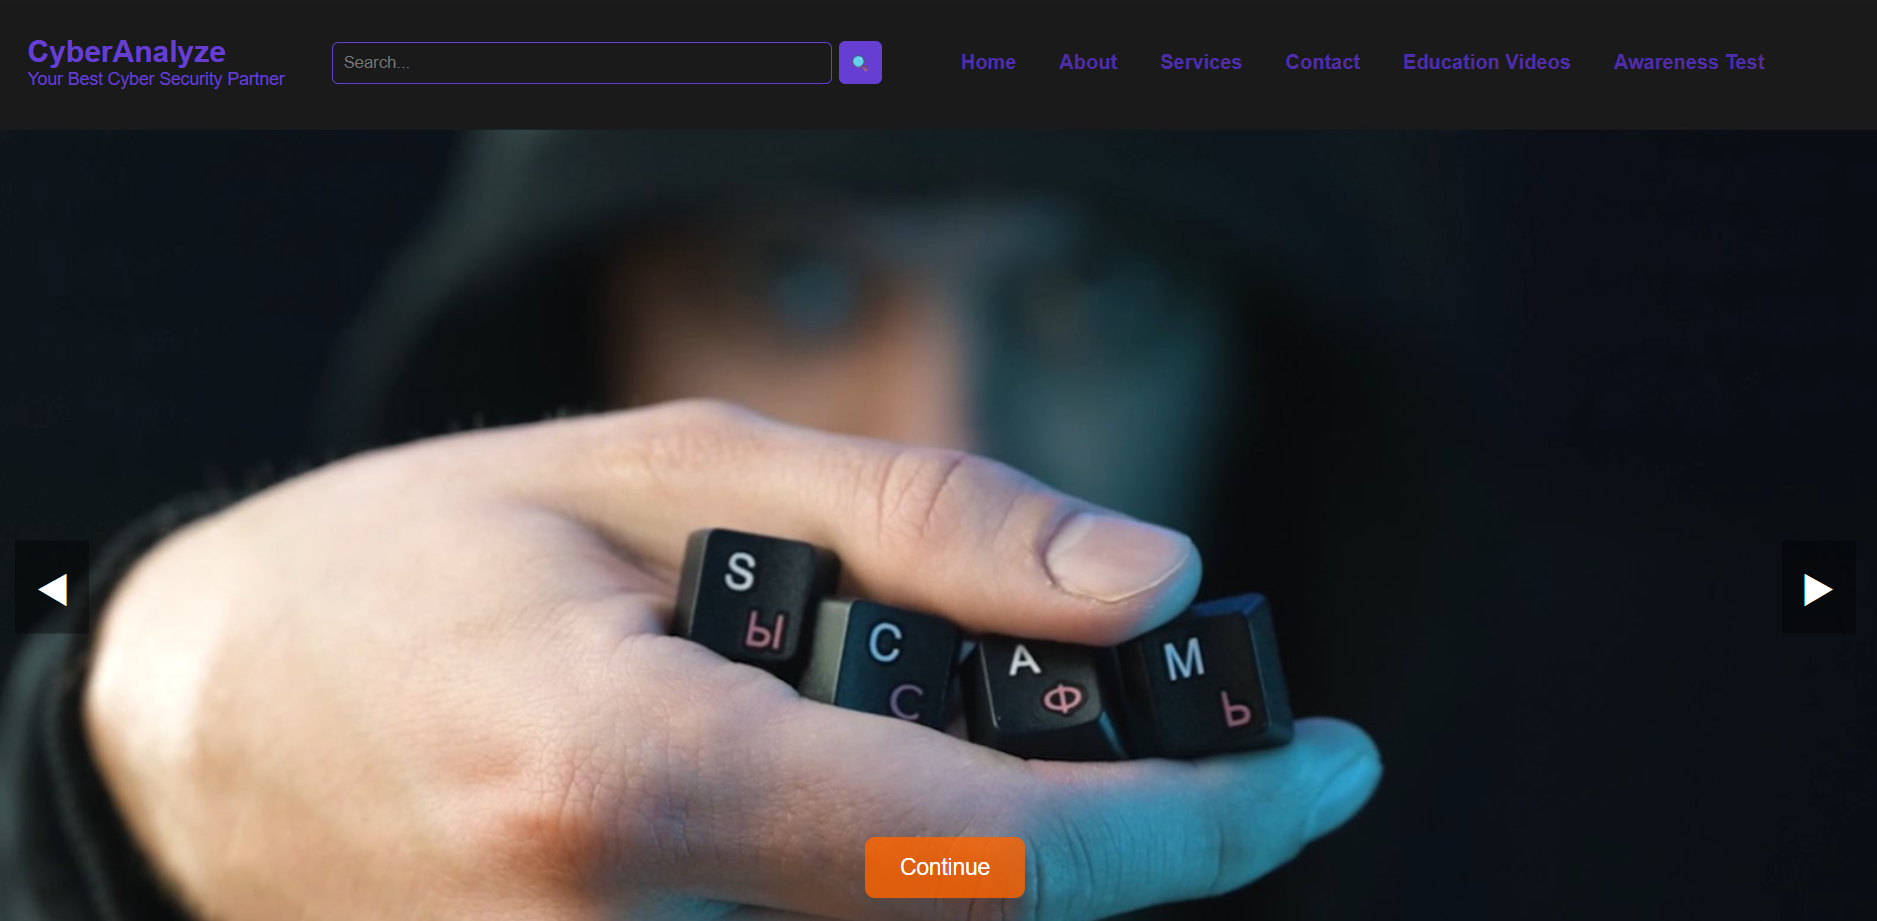 CyberAnalyze
Your Best Cyber Security Partner
Search...
Home About Services Contact Education Videos Awareness Test
S
Ы
C
С
A
Ф
M
Ь
Continue